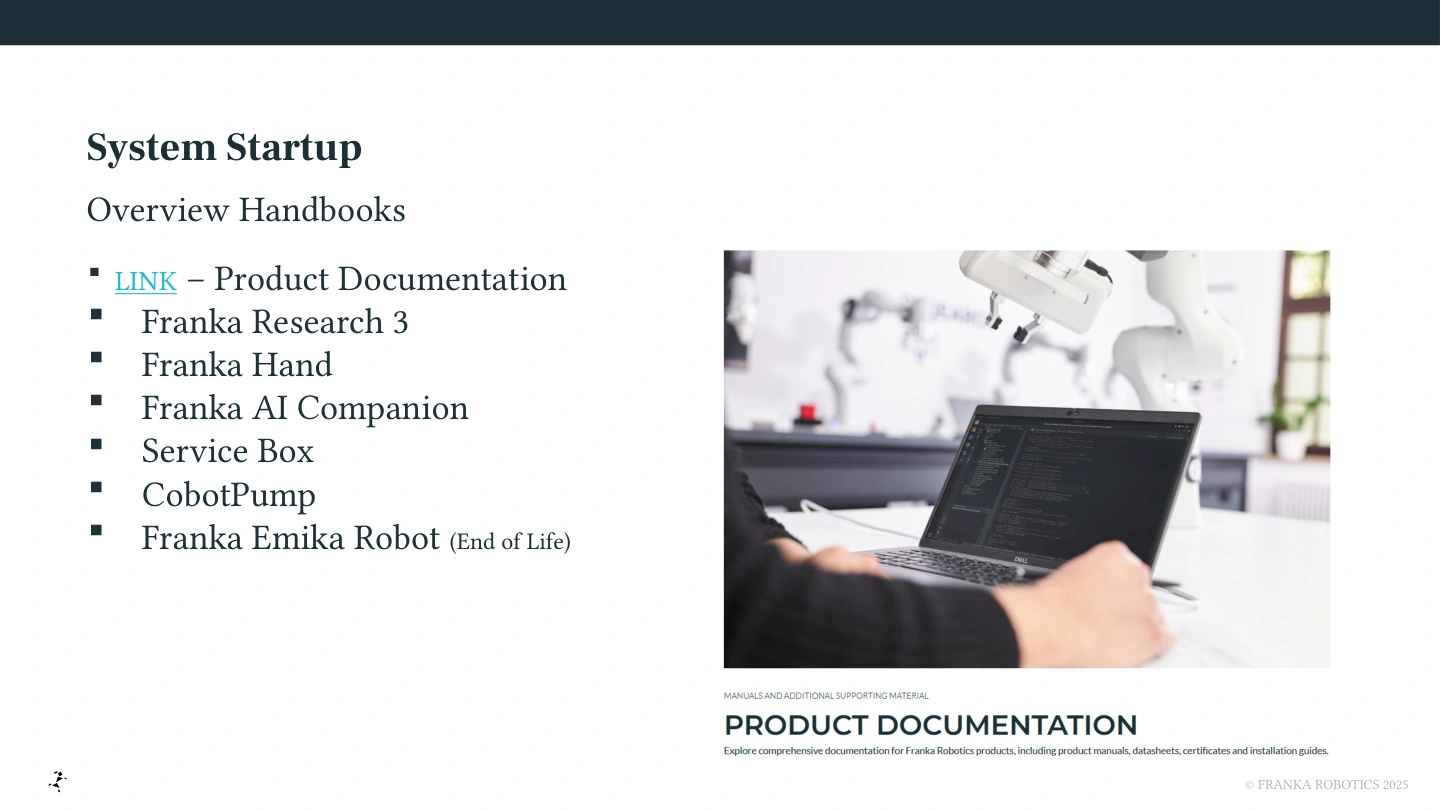 System Startup
Overview Handbooks
▪ LINK – Product Documentation
▪ Franka Research 3
▪ Franka Hand
▪ Franka AI Companion
▪ Service Box
▪ CobotPump
▪ Franka Emika Robot (End of Life)
DELL
MANUALS AND ADDITIONAL SUPPORTING MATERIAL
PRODUCT DOCUMENTATION
Explore comprehensive documentation for Franka Robotics products, including product manuals, datasheets, certificates and installation guides.
© FRANKA ROBOTICS 2025